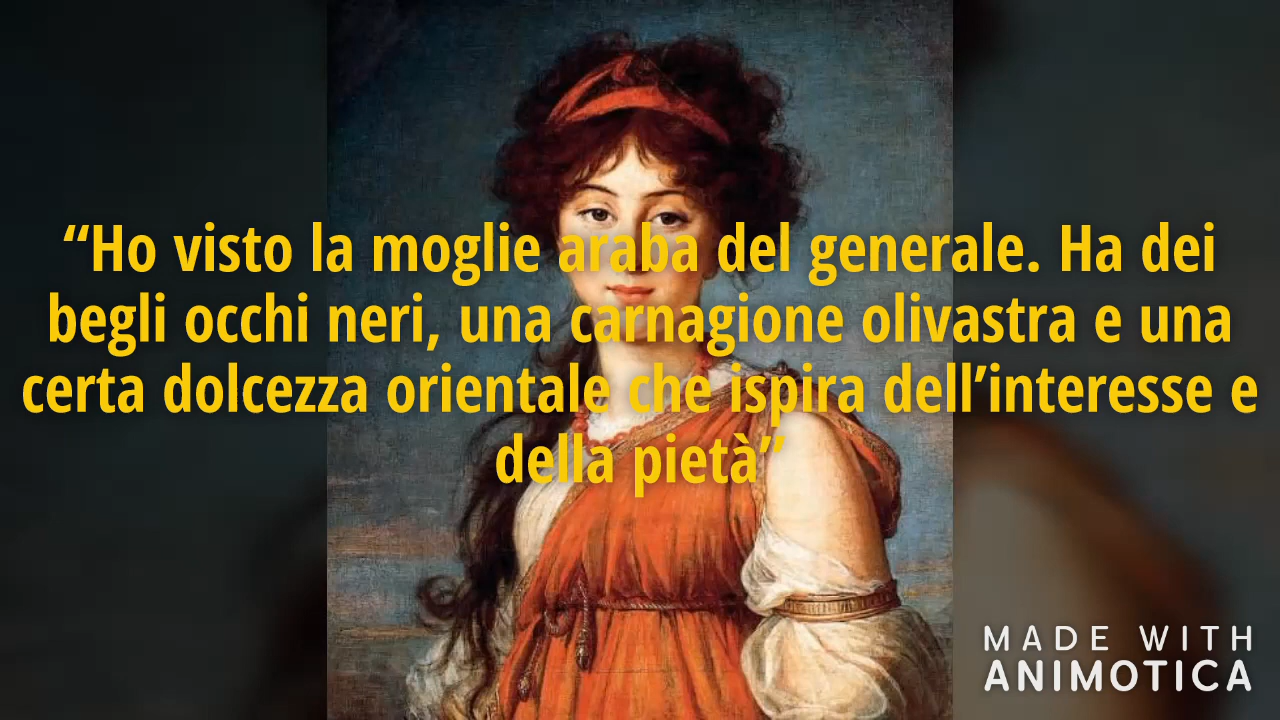 “Ho visto la moglie araba del generale. Ha dei
begli occhi neri, una carnagione olivastra e una
certa dolcezza orientale che ispira dell’interesse e
della pietà”
MADE WITH
ANIMOTICA